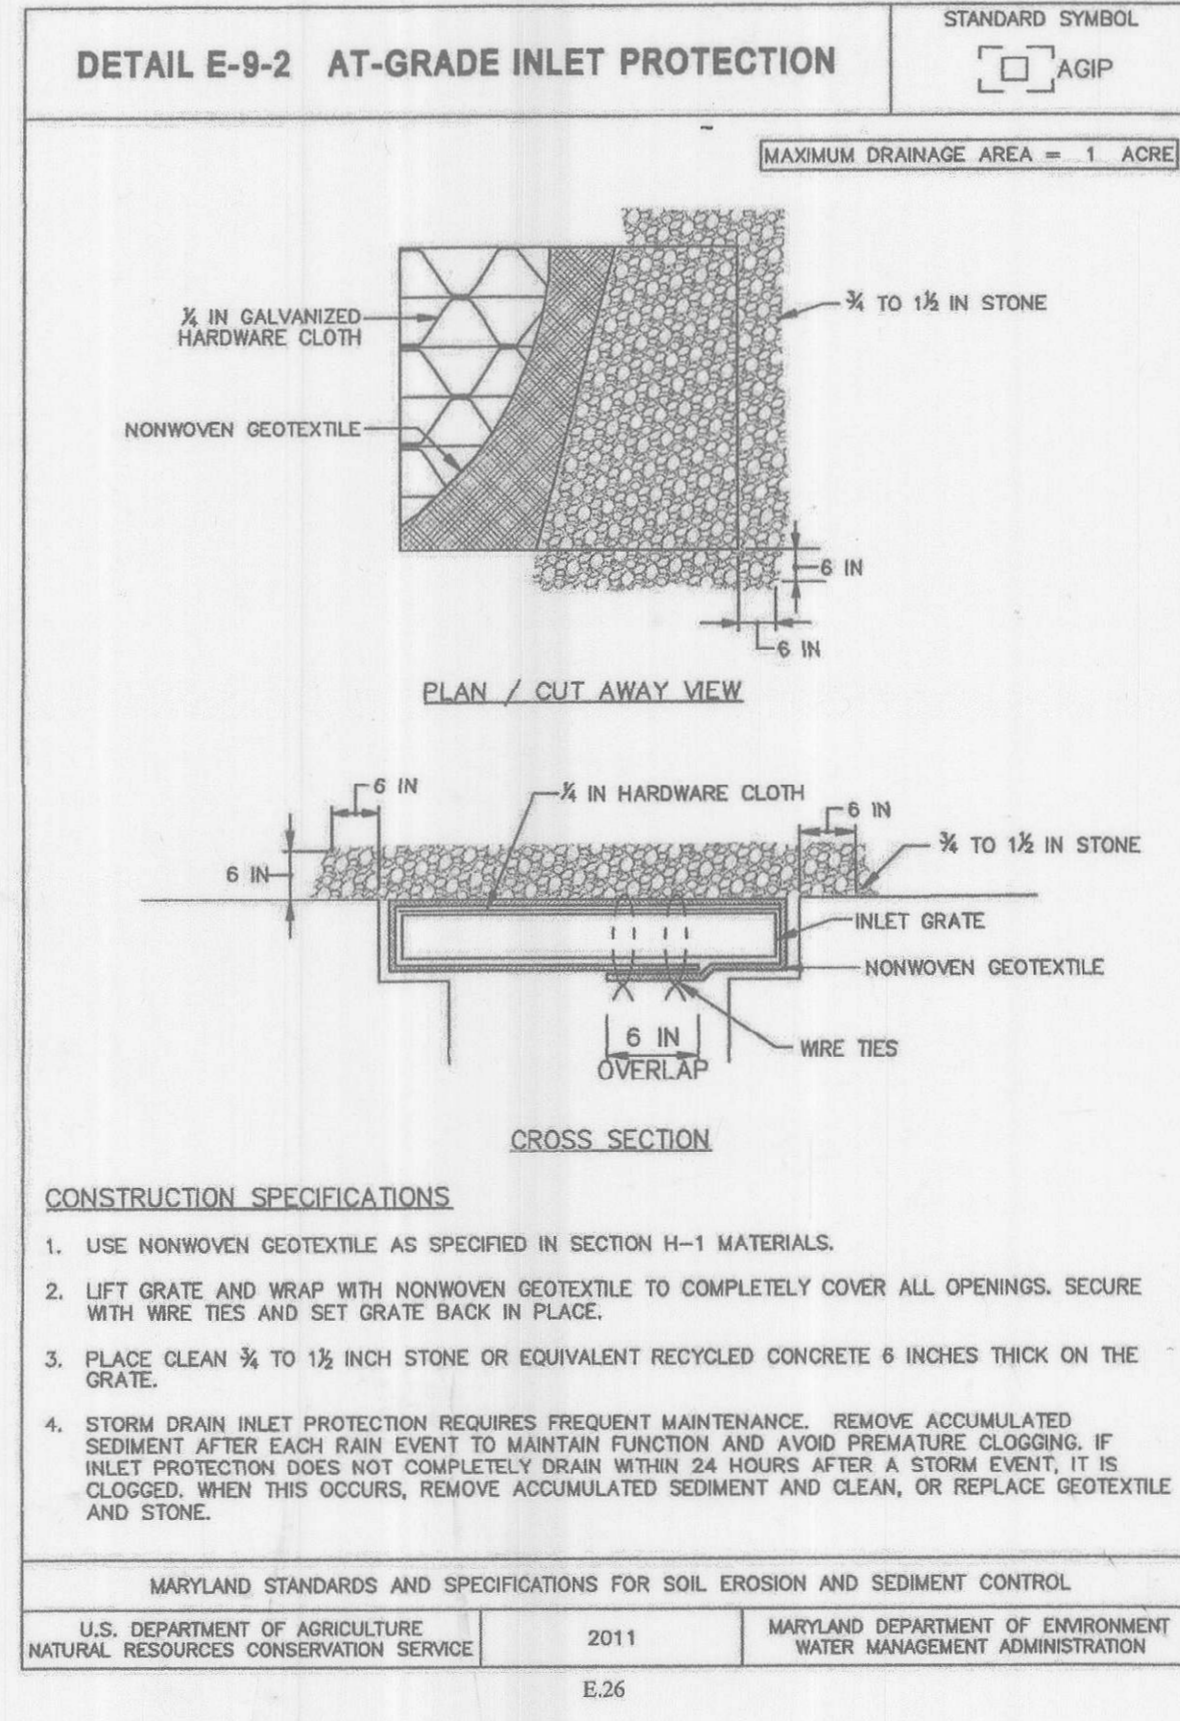 DETAIL E-9-2 AT-GRADE INLET PROTECTION
STANDARD SYMBOL
AGIP
MAXIMUM DRAINAGE AREA = 1 ACRE
¾ TO 1½ IN STONE
¼ IN GALVANIZED
HARDWARE CLOTH
NONWOVEN GEOTEXTILE
6 IN
6 IN
PLAN / CUT AWAY VIEW
6 IN
¼ IN HARDWARE CLOTH
6 IN
¾ TO 1½ IN STONE
6 IN
INLET GRATE
NONWOVEN GEOTEXTILE
6 IN
OVERLAP
WIRE TIES
CROSS SECTION
CONSTRUCTION SPECIFICATIONS
1. USE NONWOVEN GEOTEXTILE AS SPECIFIED IN SECTION H-1 MATERIALS.
2. LIFT GRATE AND WRAP WITH NONWOVEN GEOTEXTILE TO COMPLETELY COVER ALL OPENINGS. SECURE
WITH WIRE TIES AND SET GRATE BACK IN PLACE.
3. PLACE CLEAN ¾ TO 1½ INCH STONE OR EQUIVALENT RECYCLED CONCRETE 6 INCHES THICK ON THE
GRATE.
4. STORM DRAIN INLET PROTECTION REQUIRES FREQUENT MAINTENANCE. REMOVE ACCUMULATED
SEDIMENT AFTER EACH RAIN EVENT TO MAINTAIN FUNCTION AND AVOID PREMATURE CLOGGING. IF
INLET PROTECTION DOES NOT COMPLETELY DRAIN WITHIN 24 HOURS AFTER A STORM EVENT, IT IS
CLOGGED. WHEN THIS OCCURS, REMOVE ACCUMULATED SEDIMENT AND CLEAN, OR REPLACE GEOTEXTILE
AND STONE.
MARYLAND STANDARDS AND SPECIFICATIONS FOR SOIL EROSION AND SEDIMENT CONTROL
U.S. DEPARTMENT OF AGRICULTURE
NATURAL RESOURCES CONSERVATION SERVICE
2011
MARYLAND DEPARTMENT OF ENVIRONMENT
WATER MANAGEMENT ADMINISTRATION
E.26